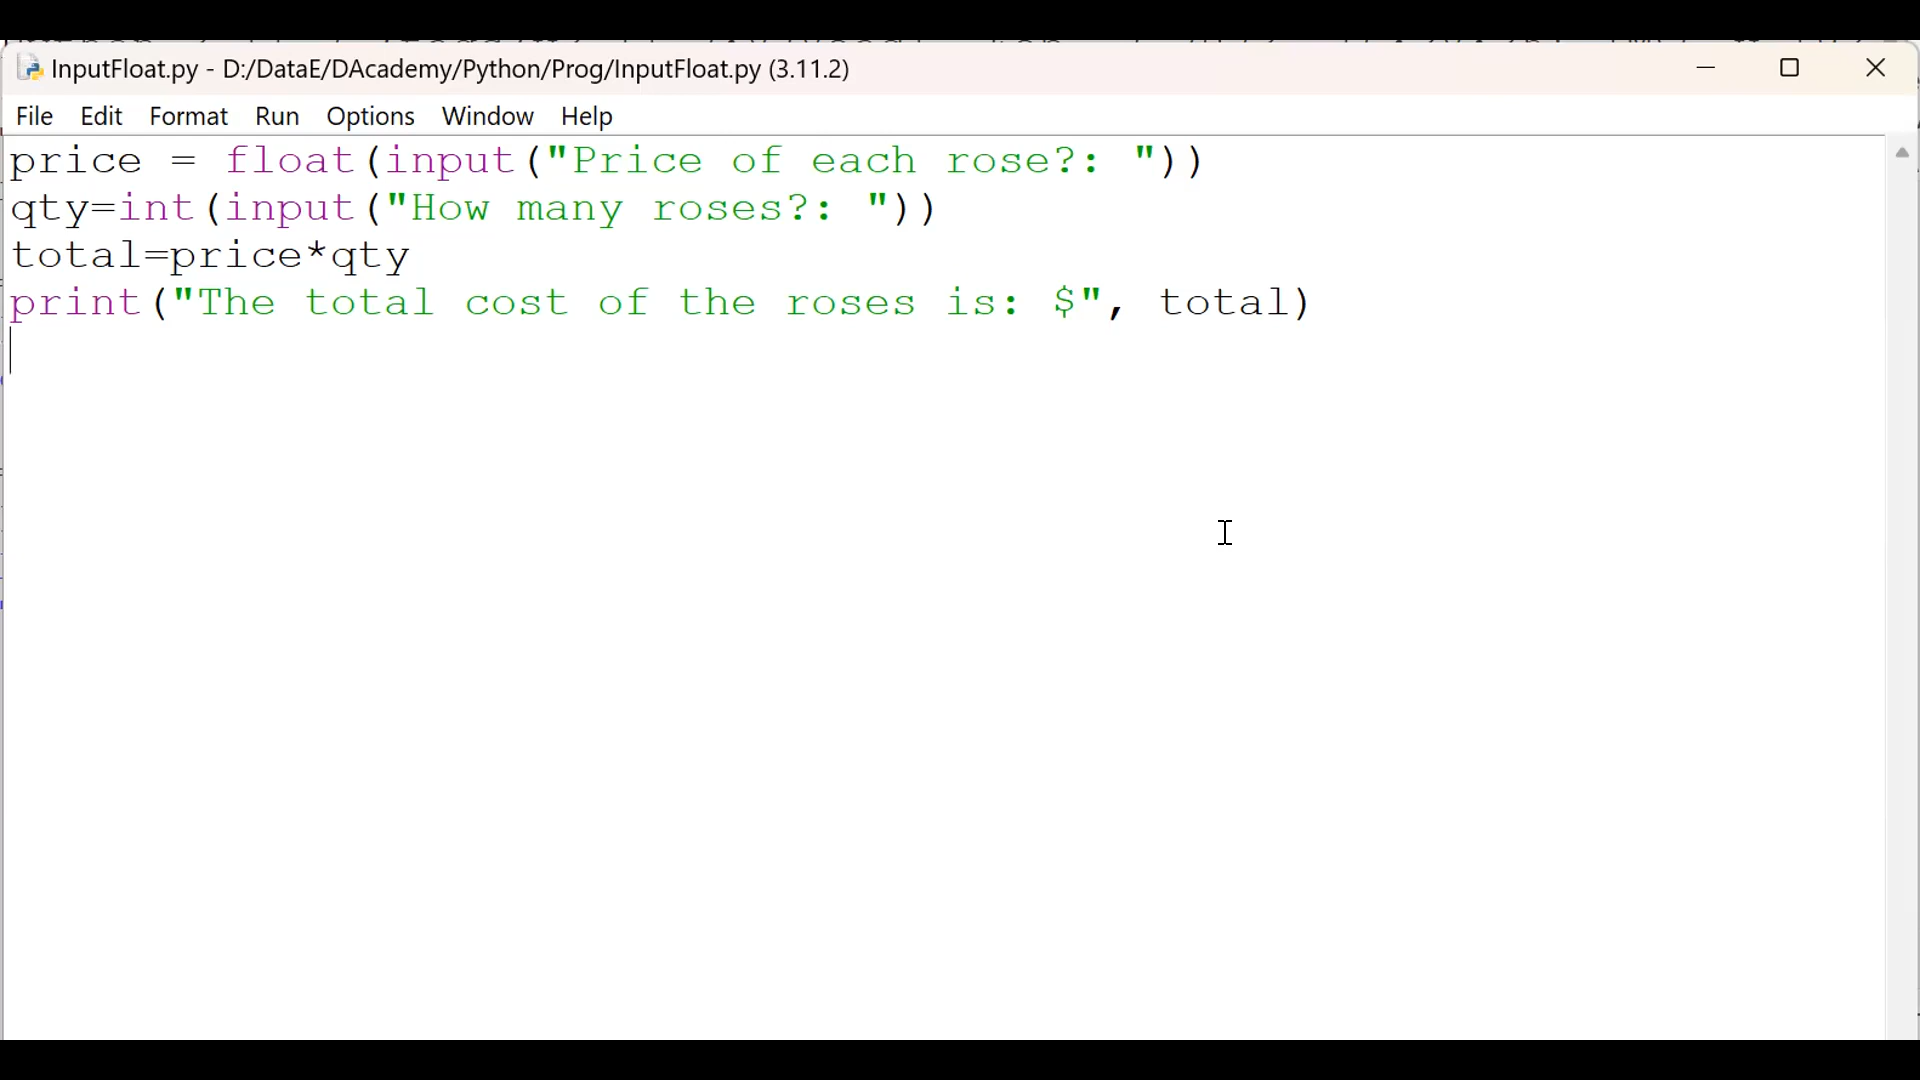 InputFloat.py - D:/DataE/DAcademy/Python/Prog/InputFloat.py (3.11.2)
File Edit Format Run Options Window Help
price = float(input("Price of each rose?: "))
qty=int(input("How many roses?: "))
total=price*qty
print("The total cost of the roses is: $", total)